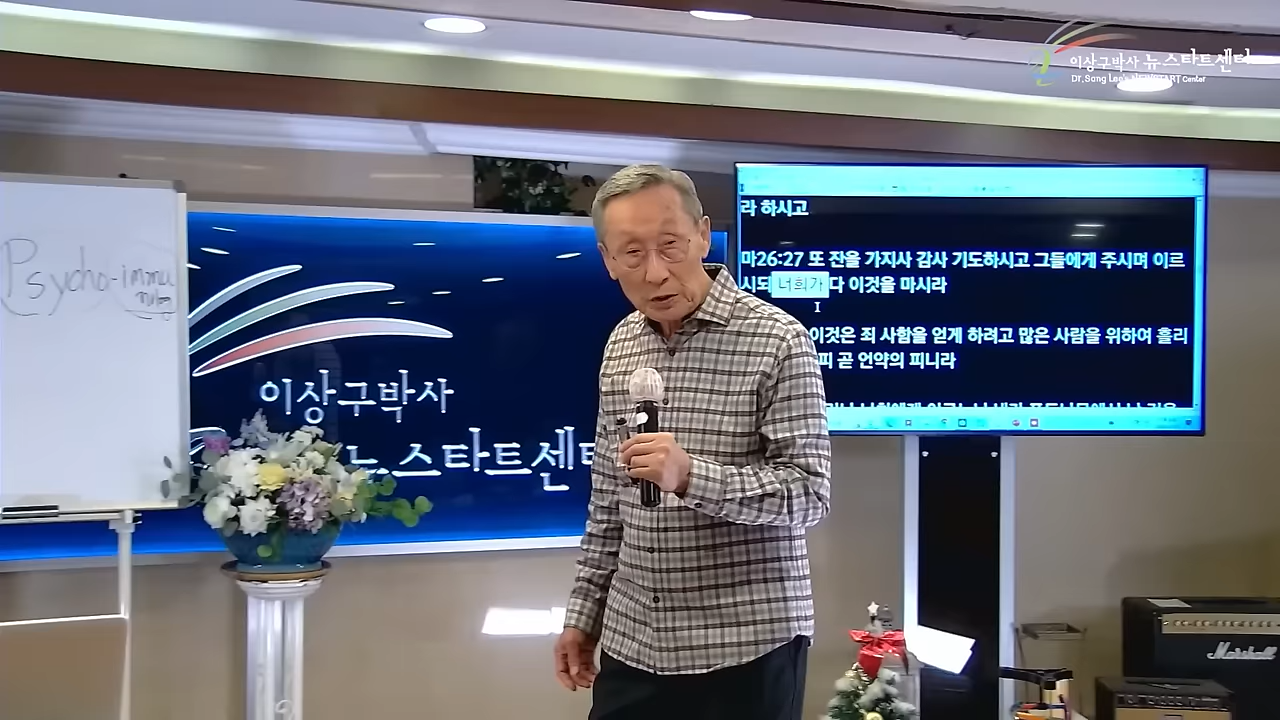 이상구박사 뉴스타트센터
Dr. Sang Lee's NEWSTART Center
Psycho-immu
이상구박사
뉴스타트센터
라 하시고
마26:27 또 잔을 가지사 감사 기도하시고 그들에게 주시며 이르
시되 너희가 다 이것을 마시라
이것은 죄 사함을 얻게 하려고 많은 사람을 위하여 흘리
피 곧 언약의 피니라
Marshall